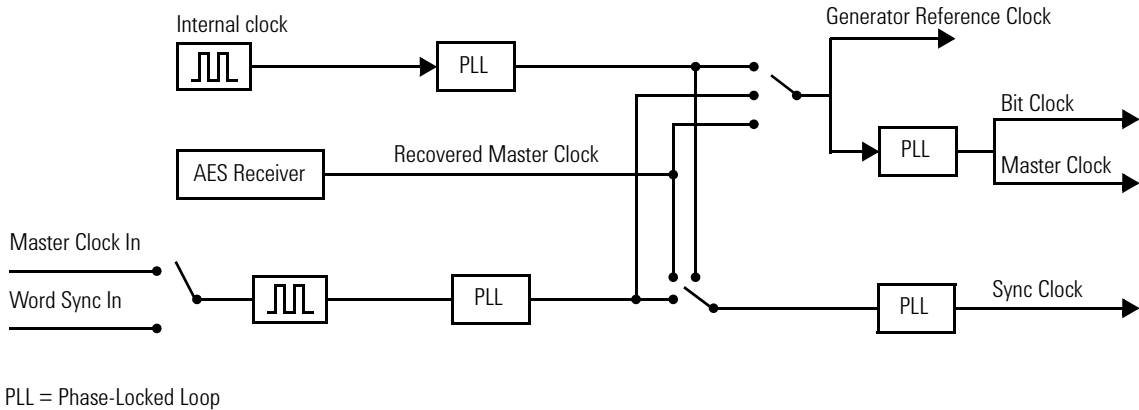 Internal clock
Generator Reference Clock
PLL
Bit Clock
PLL
Master Clock
AES Receiver
Recovered Master Clock
Master Clock In
Word Sync In
PLL
PLL
Sync Clock
PLL = Phase-Locked Loop